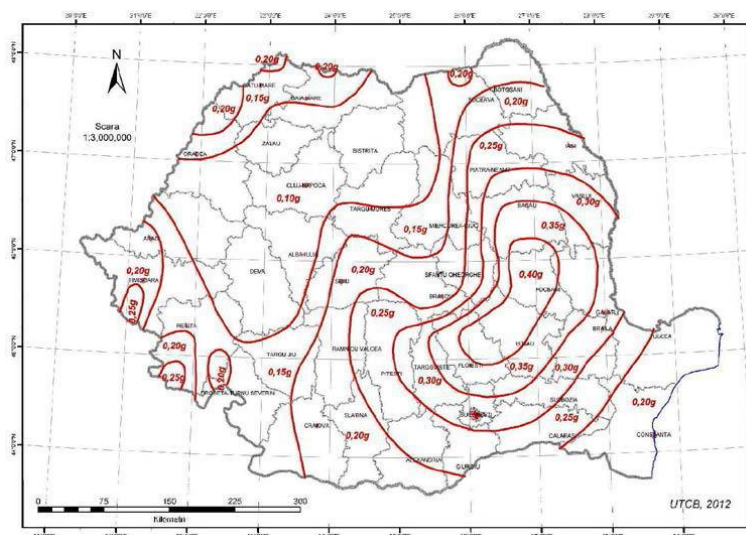 N
Scara
1:3,000,000
0,20g
0,20g
0,20g
BAIA MARE
0,15g
0,20g
BOTOSANI
SUCEAVA
0,20g
ORADEA
ZALAU
BISTRITA
0,25g
IASI
PIATRA NEAMT
CLUJ-NAPOCA
0,10g
TARGU-MURES
BACAU
VASLUI
0,30g
0,15g
MIERCUREA-CIUC
0,35g
ARAD
ALBA IULIA
0,20g
TIMISOARA
DEVA
SIBIU
0,20g
SFANTU GHEORGHE
0,40g
BRASOV
FOCSANI
0,25g
0,25g
RESITA
GALATI
BRAILA
TULCEA
0,20g
0,25g
0,20g
TARGU JIU
RAMNICU VALCEA
BUZAU
0,15g
PITESTI
TARGOVISTE
PLOIESTI
0,30g
0,35g
0,30g
DROBETA-TURNU SEVERIN
SLOBOZIA
0,25g
0,20g
CRAIOVA
SLATINA
0,20g
CALARASI
CONSTANTA
ALEXANDRIA
GIURGIU
0
75
150
225
300
Kilometri
UTCB, 2012